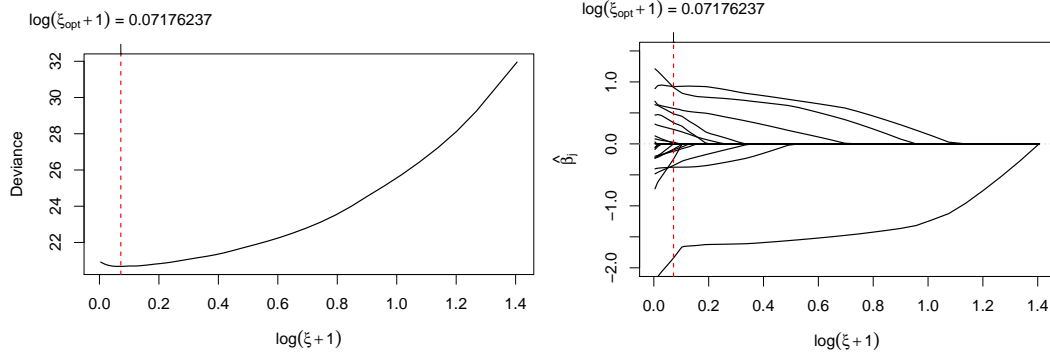 log(ξopt + 1) = 0.07176237
Deviance
32
30
28
26
24
22
0.0 0.2 0.4 0.6 0.8 1.0 1.2 1.4
log(ξ + 1)
log(ξopt + 1) = 0.07176237
β̂j
1.0
0.0
−1.0
−2.0
0.0 0.2 0.4 0.6 0.8 1.0 1.2 1.4
log(ξ + 1)